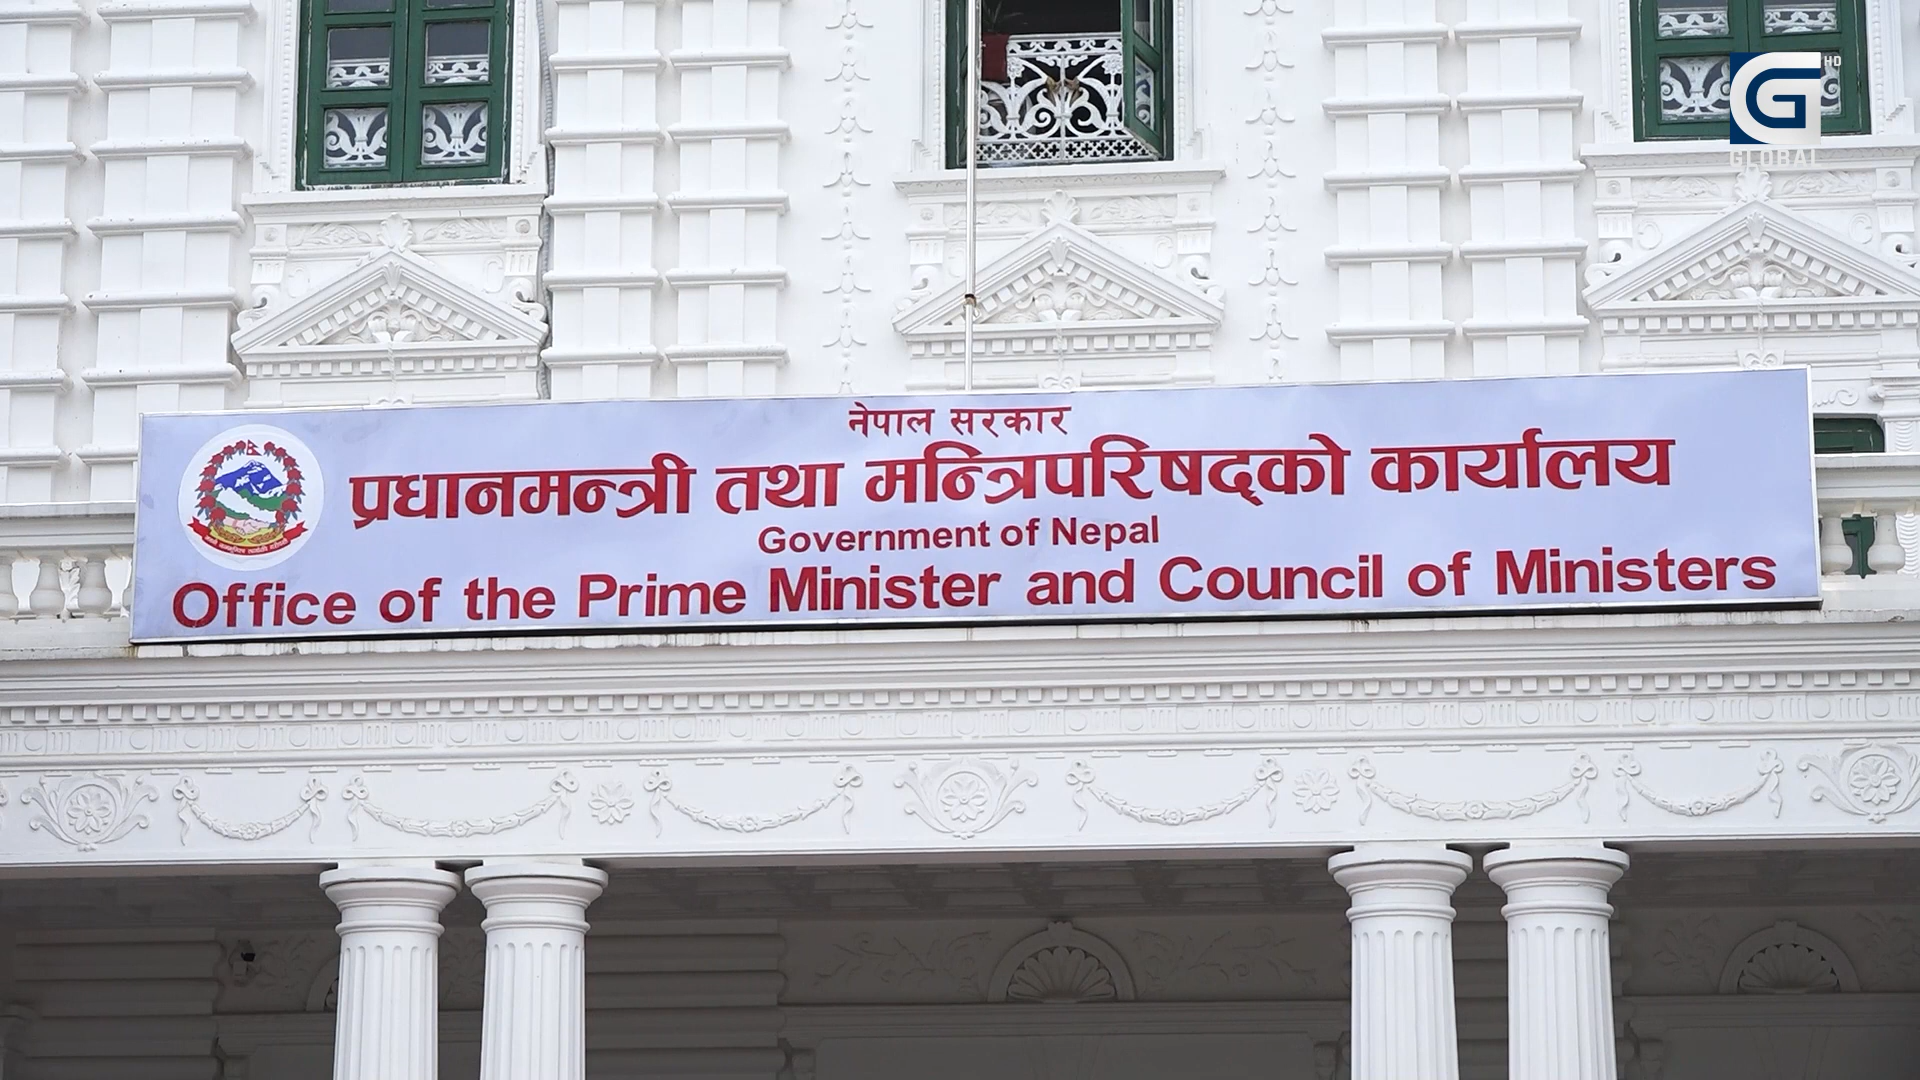 HD
G
GLOBAL
नेपाल सरकार
प्रधानमन्त्री तथा मन्त्रिपरिषद्को कार्यालय
Government of Nepal
Office of the Prime Minister and Council of Ministers